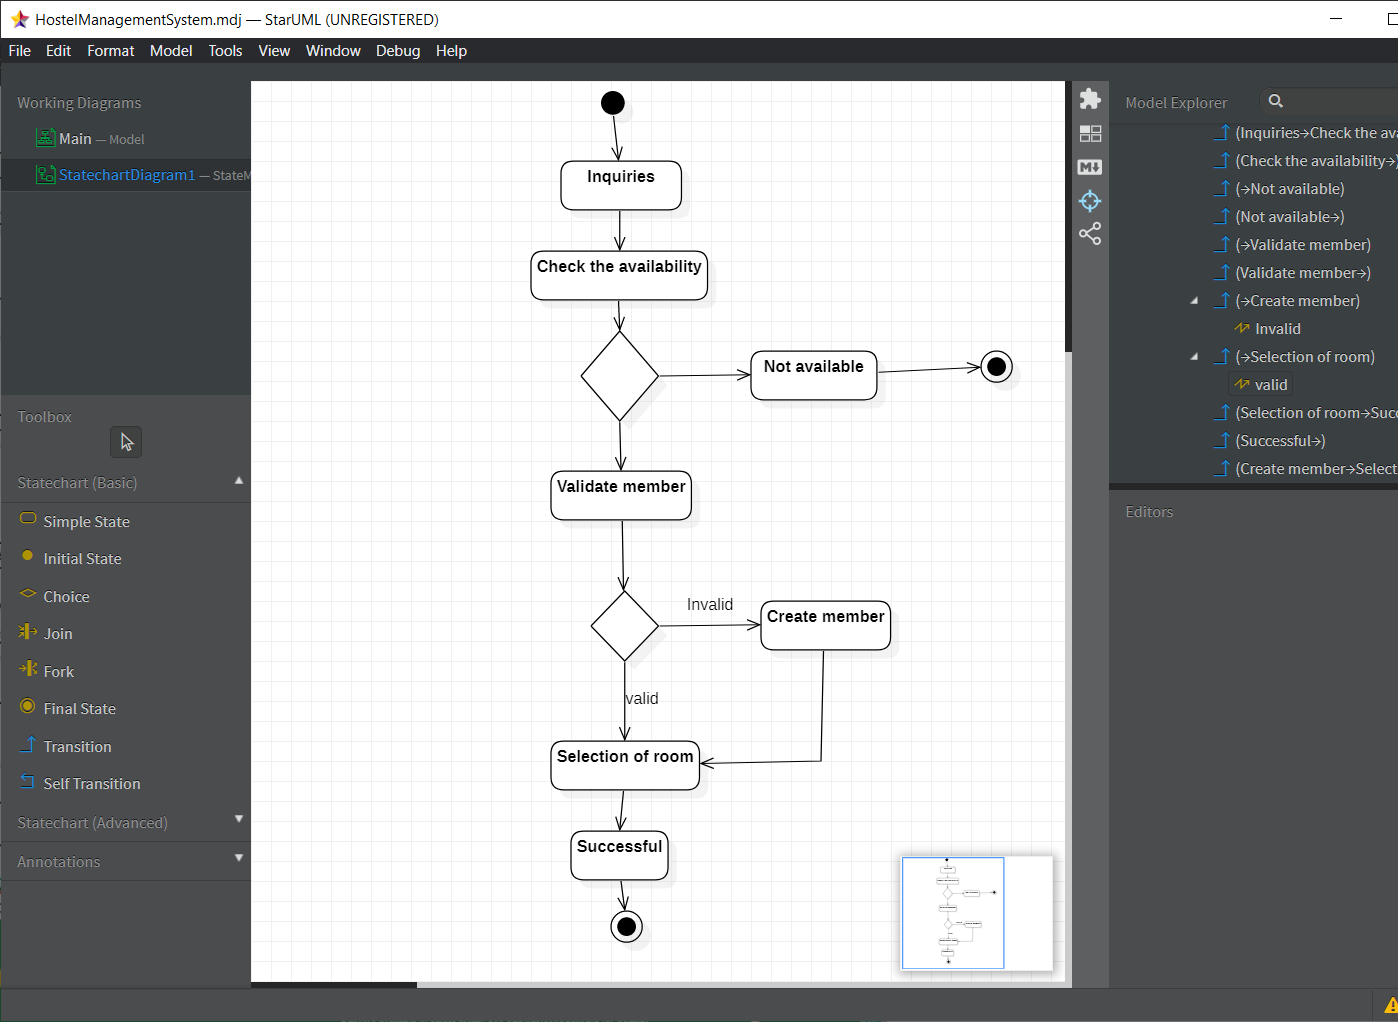 HostelManagementSystem.mdj — StarUML (UNREGISTERED)
File Edit Format Model Tools View Window Debug Help
Working Diagrams
Main — Model
StatechartDiagram1 — StateM
Toolbox
Statechart (Basic)
Simple State
Initial State
Choice
Join
Fork
Final State
Transition
Self Transition
Statechart (Advanced)
Annotations
Inquiries
Check the availability
Not available
Validate member
Invalid
Create member
valid
Selection of room
Successful
Model Explorer
(Inquiries→Check the ava
(Check the availability→)
(→Not available)
(Not available→)
(→Validate member)
(Validate member→)
(→Create member)
Invalid
(→Selection of room)
valid
(Selection of room→Suc
(Successful→)
(Create member→Select
Editors
M